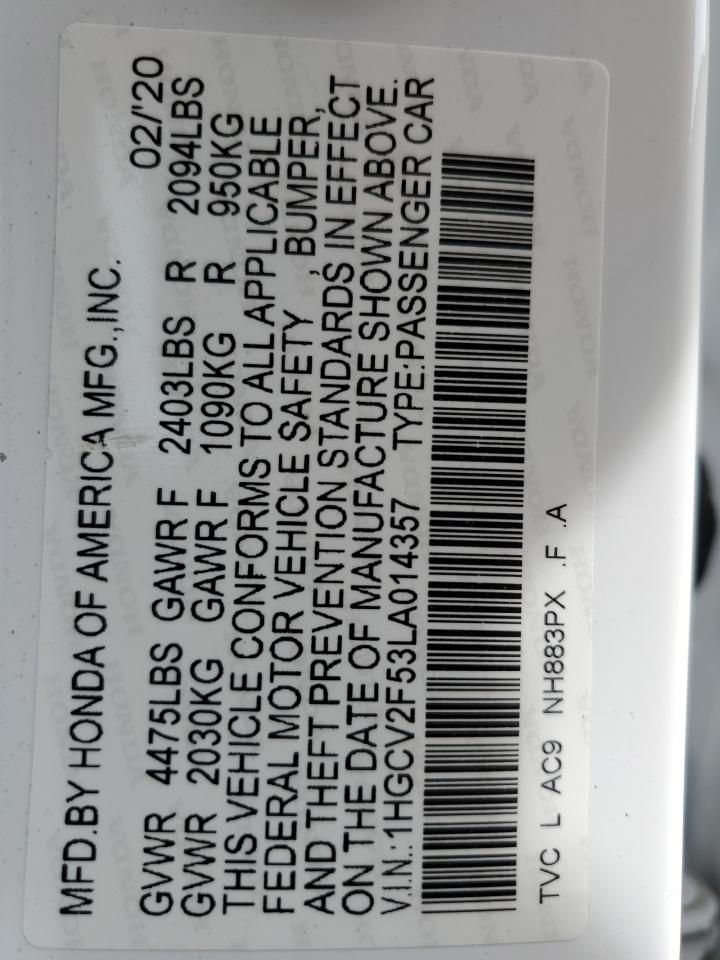 MFD.BY HONDA OF AMERICA MFG.,INC. 02/'20
GVWR 4475LBS GAWR F 2403LBS R 2094LBS
GVWR 2030KG GAWR F 1090KG R 950KG
THIS VEHICLE CONFORMS TO ALL APPLICABLE
FEDERAL MOTOR VEHICLE SAFETY , BUMPER,
AND THEFT PREVENTION STANDARDS IN EFFECT
ON THE DATE OF MANUFACTURE SHOWN ABOVE.
V.I.N.:1HGCV2F53LA014357 TYPE:PASSENGER CAR
TVC L AC9 NH883PX .F .A